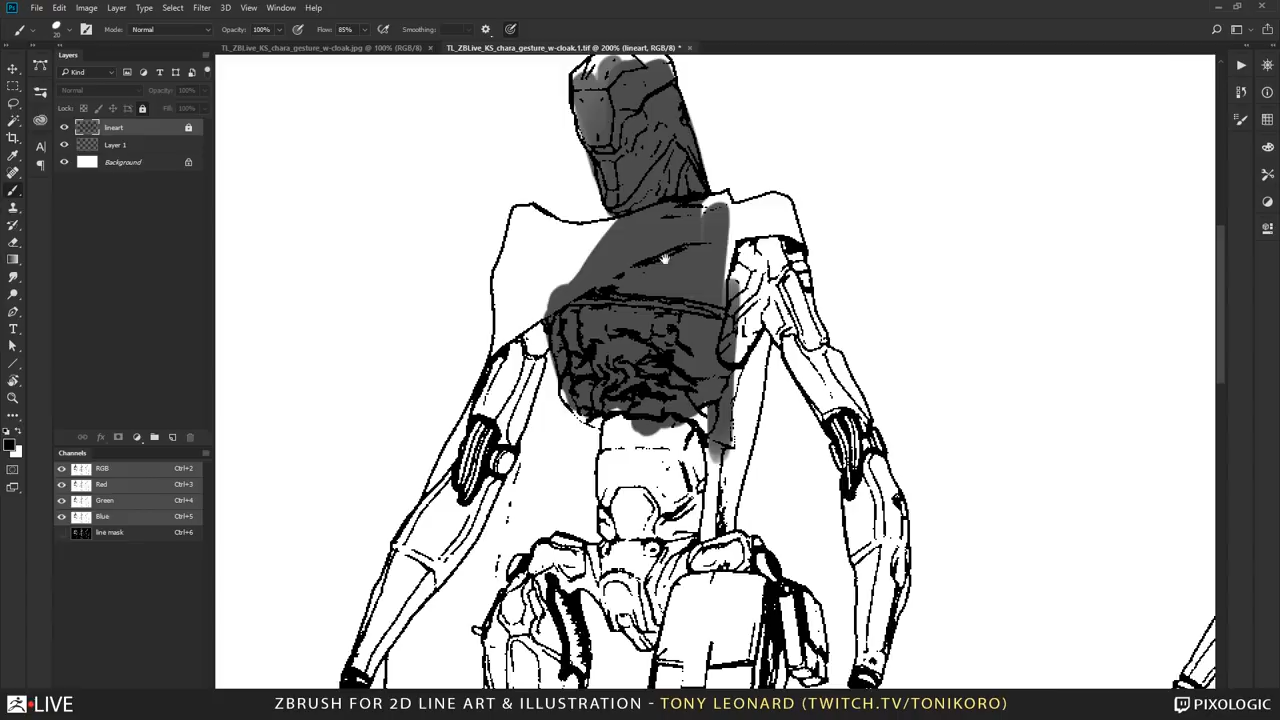 Ps File Edit Image Layer Type Select Filter 3D View Window Help
20 Mode: Normal Opacity: 100% Flow: 85% Smoothing:
TL_ZBLive_KS_chara_gesture_w-cloak.jpg @ 100% (RGB/8) × TL_ZBLive_KS_chara_gesture_w-cloak.1.tif @ 200% (lineart, RGB/8) * ×
Layers
Kind
Normal Opacity: 100%
Lock: Fill: 100%
lineart
Layer 1
Background
Channels
RGB Ctrl+2
Red Ctrl+3
Green Ctrl+4
Blue Ctrl+5
line mask Ctrl+6
LIVE ZBRUSH FOR 2D LINE ART & ILLUSTRATION - TONY LEONARD (TWITCH.TV/TONIKORO) PIXOLOGIC